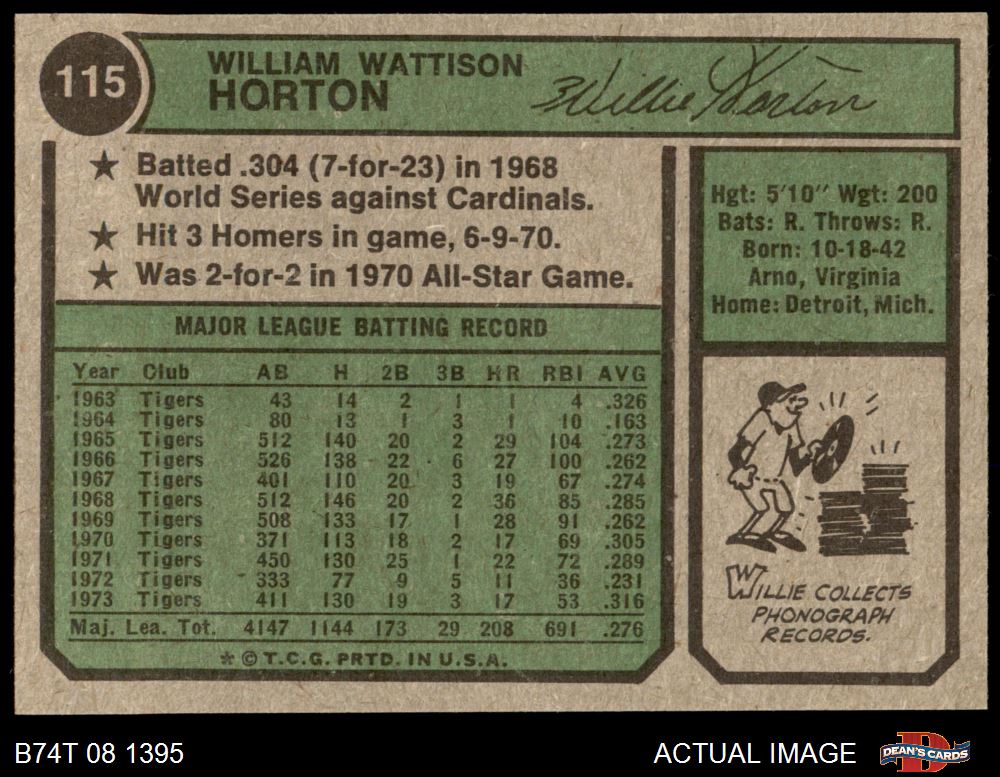 115
WILLIAM WATTISON
HORTON
Willie Horton
★ Batted .304 (7-for-23) in 1968
World Series against Cardinals.
★ Hit 3 Homers in game, 6-9-70.
★ Was 2-for-2 in 1970 All-Star Game.
Hgt: 5'10" Wgt: 200
Bats: R. Throws: R.
Born: 10-18-42
Arno, Virginia
Home: Detroit, Mich.
MAJOR LEAGUE BATTING RECORD
Year Club AB H 2B 3B HR RBI AVG
1963 Tigers 43 14 2 1 1 4 .326
1964 Tigers 80 13 1 3 1 10 .163
1965 Tigers 512 140 20 2 29 104 .273
1966 Tigers 526 138 22 6 27 100 .262
1967 Tigers 401 110 20 3 19 67 .274
1968 Tigers 512 146 20 2 36 85 .285
1969 Tigers 508 133 17 1 28 91 .262
1970 Tigers 371 113 18 2 17 69 .305
1971 Tigers 450 130 25 1 22 72 .289
1972 Tigers 333 77 9 5 11 36 .231
1973 Tigers 411 130 19 3 17 53 .316
Maj. Lea. Tot. 4147 1144 173 29 208 691 .276
* © T.C.G. PRTD. IN U.S.A.
WILLIE COLLECTS
PHONOGRAPH
RECORDS.
B74T 08 1395
ACTUAL IMAGE
D
DEAN'S CARDS